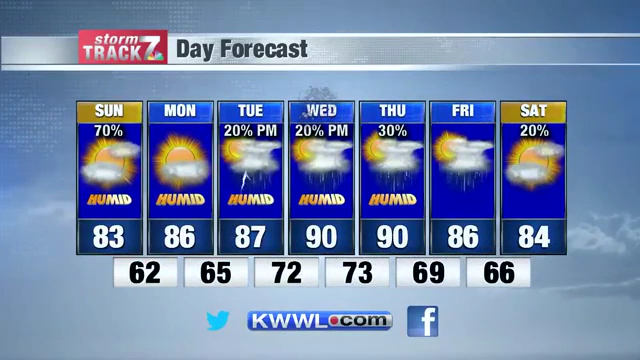 storm
TRACK 7 Day Forecast
SUN MON TUE WED THU FRI SAT
70% 20% PM 20% PM 30% 20%
HUMID HUMID HUMID HUMID HUMID
83 86 87 90 90 86 84
62 65 72 73 69 66
KWWL.com f